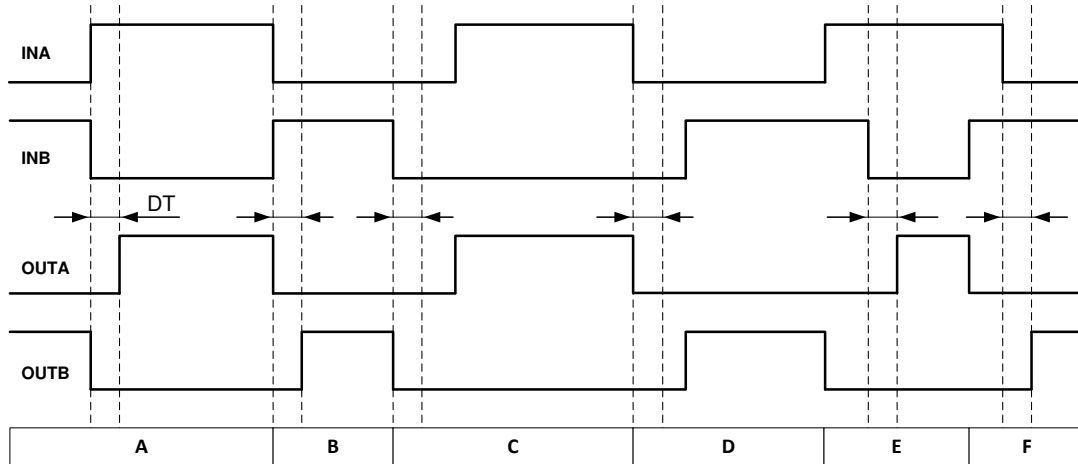 INA
INB
DT
OUTA
OUTB
A B C D E F